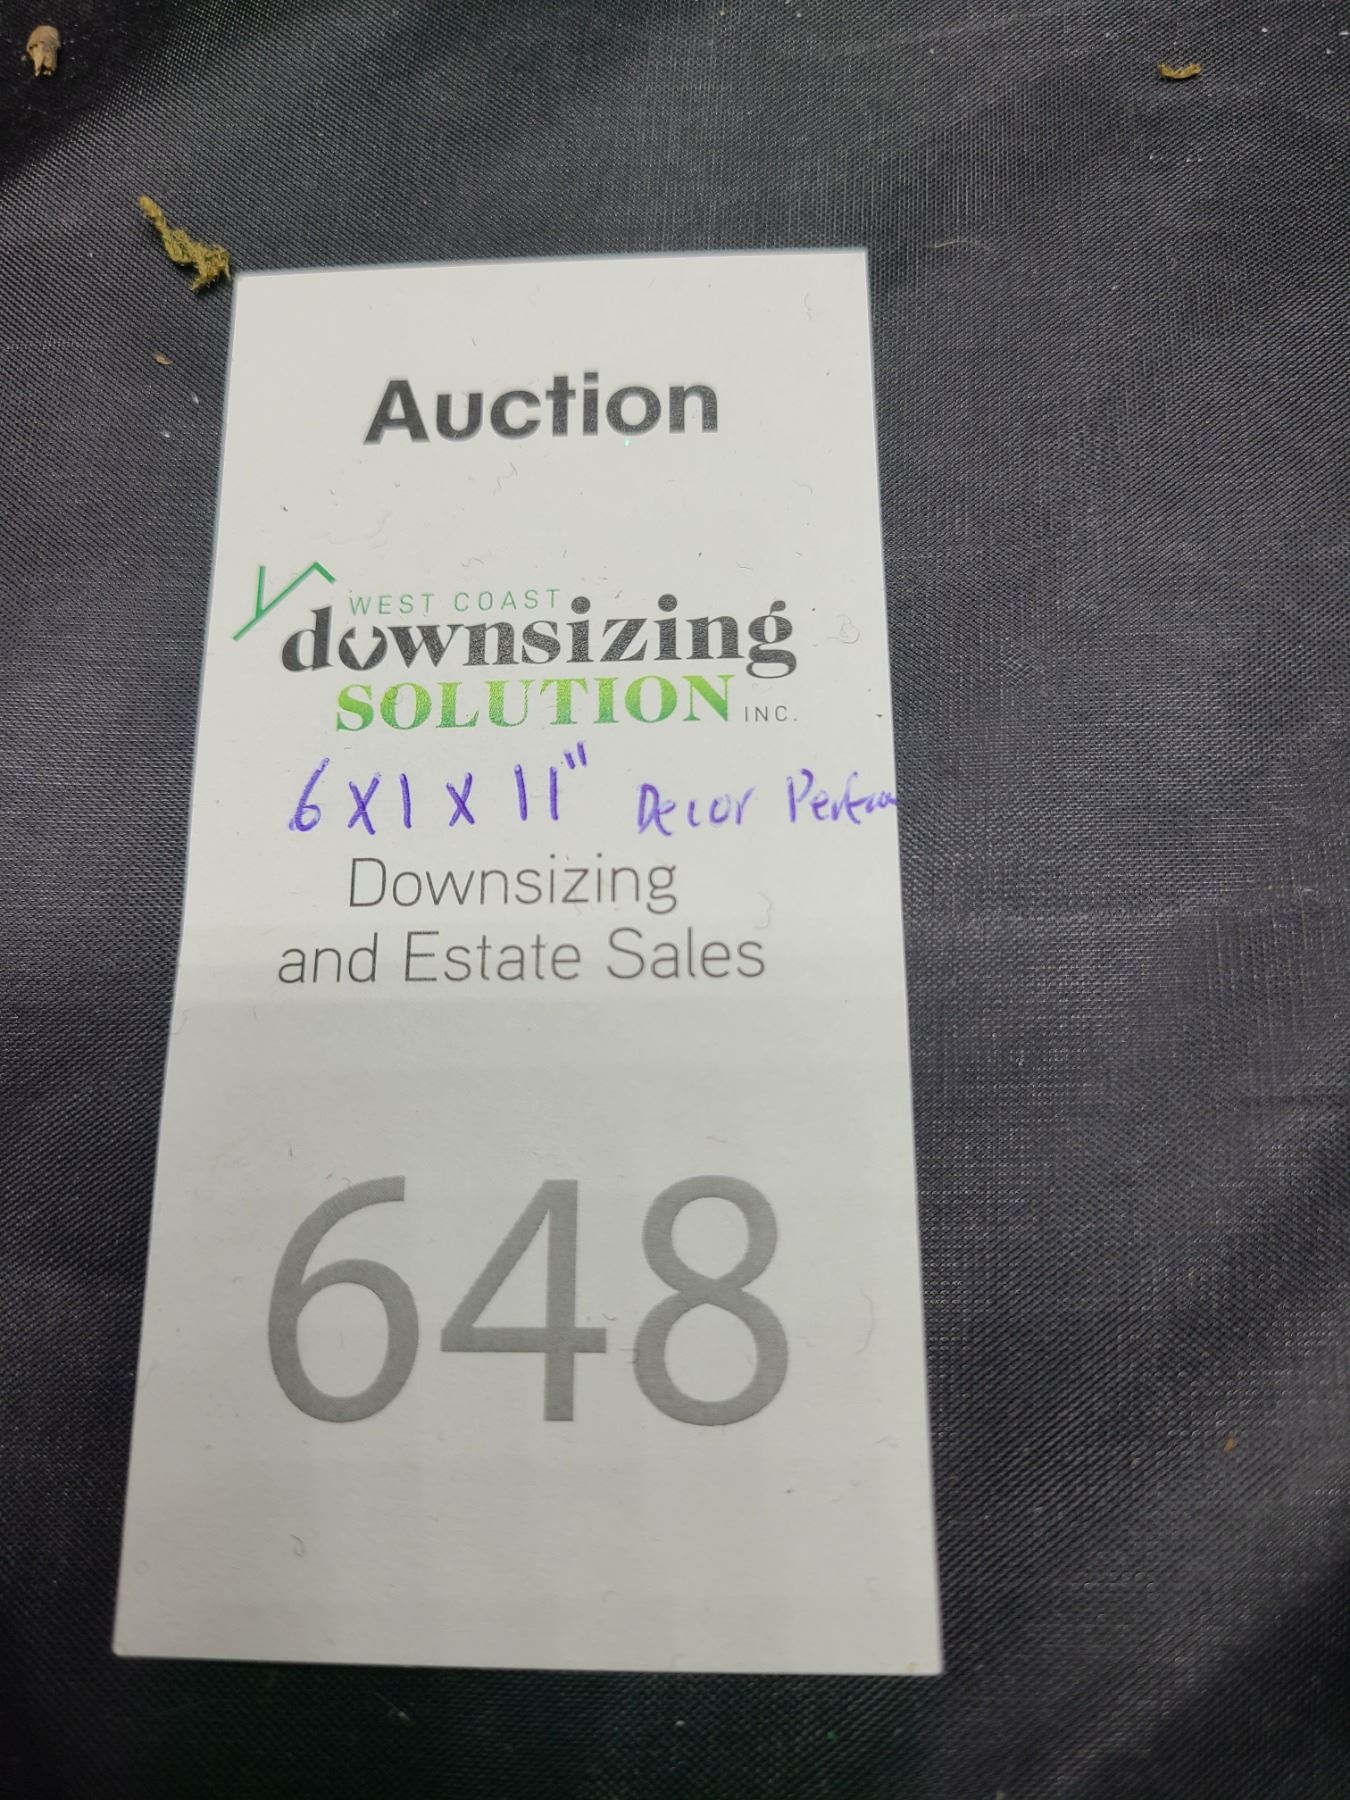 Auction
WEST COAST
downsizing
SOLUTION INC.
6 X 1 X 11" Decor
Downsizing
and Estate Sales
648